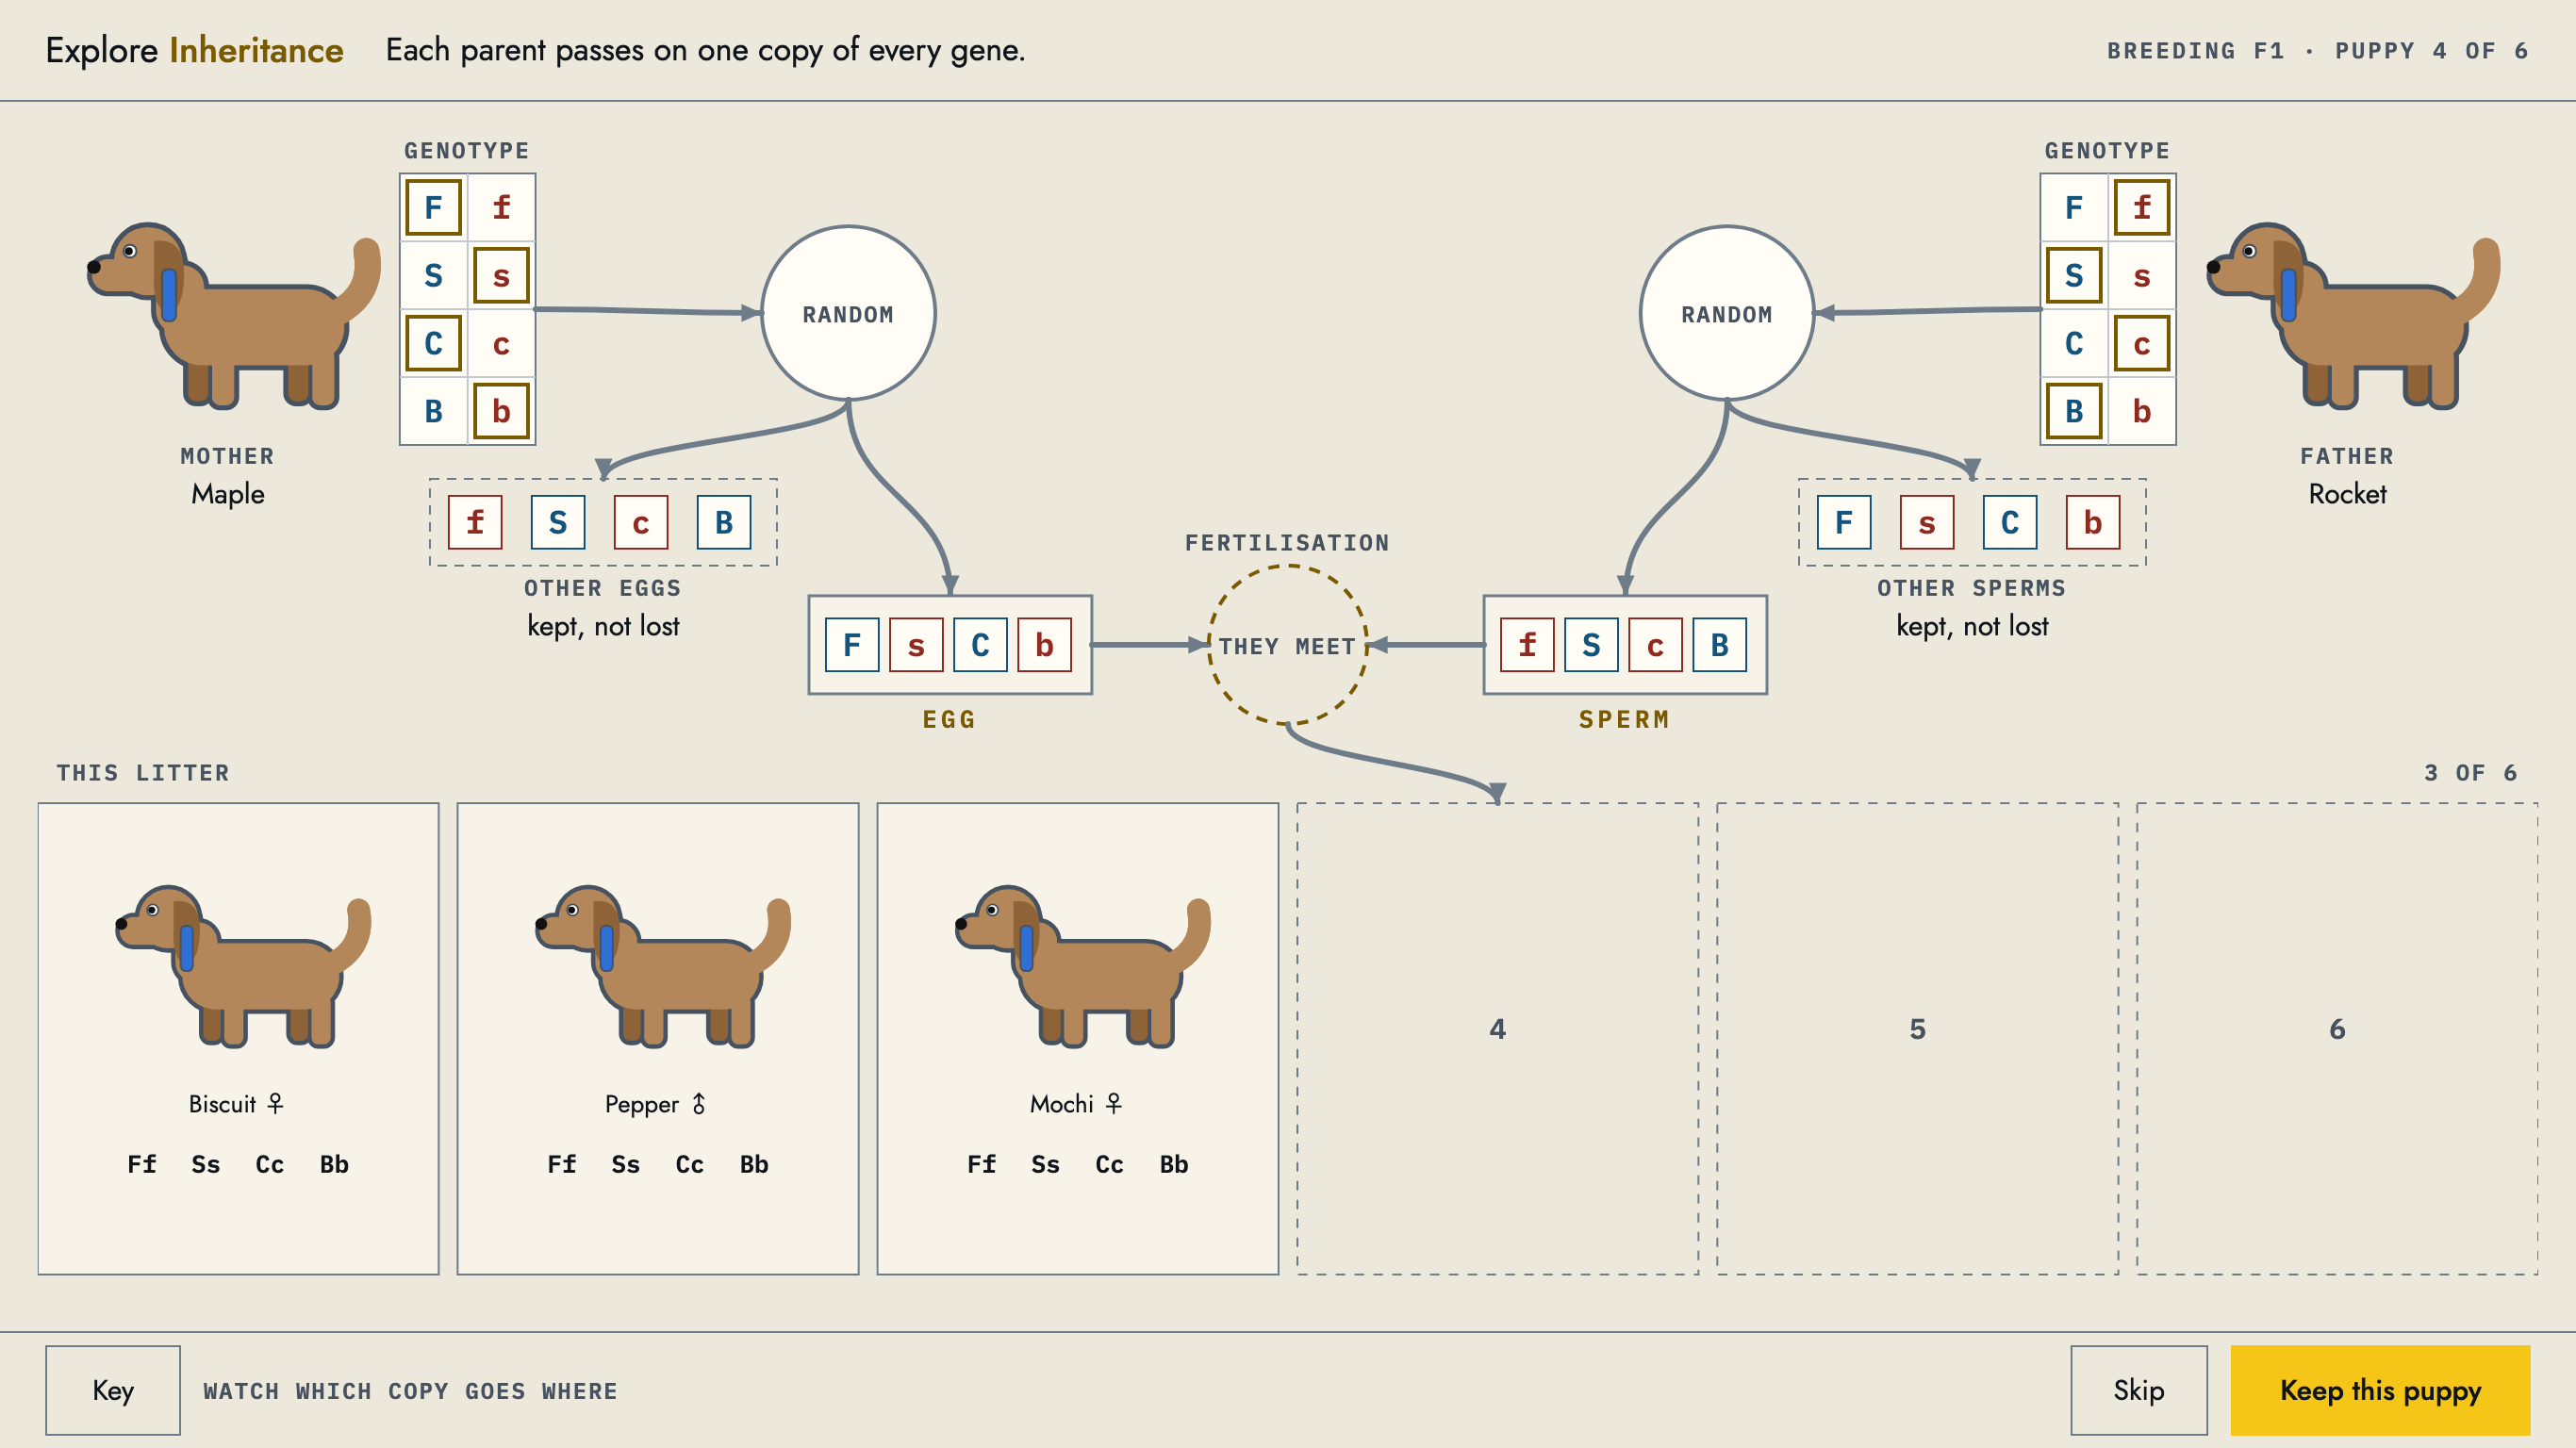 Explore Inheritance
Each parent passes on one copy of every gene.
BREEDING F1 · PUPPY 4 OF 6
GENOTYPE
F f
S s
C c
B b
MOTHER
Maple
RANDOM
f S c B
OTHER EGGS
kept, not lost
F s C b
EGG
FERTILISATION
THEY MEET
GENOTYPE
F f
S s
C c
B b
FATHER
Rocket
RANDOM
F s C b
OTHER SPERMS
kept, not lost
f S c B
SPERM
THIS LITTER
3 OF 6
Biscuit ♀
Ff Ss Cc Bb
Pepper ♂
Ff Ss Cc Bb
Mochi ♀
Ff Ss Cc Bb
4
5
6
Key
WATCH WHICH COPY GOES WHERE
Skip
Keep this puppy